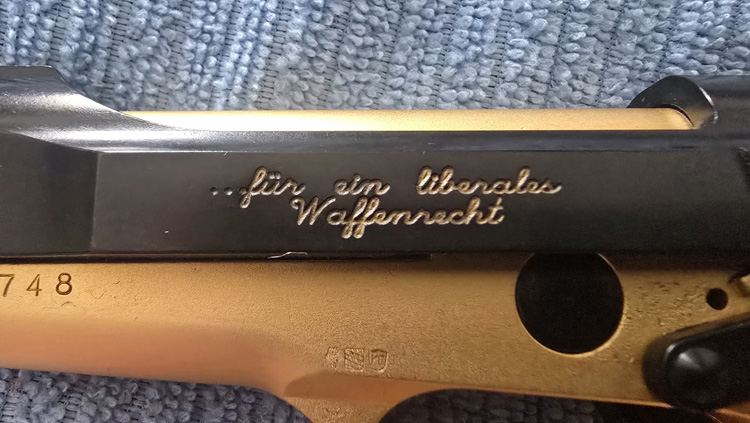 ...für ein liberales
Waffenrecht
748